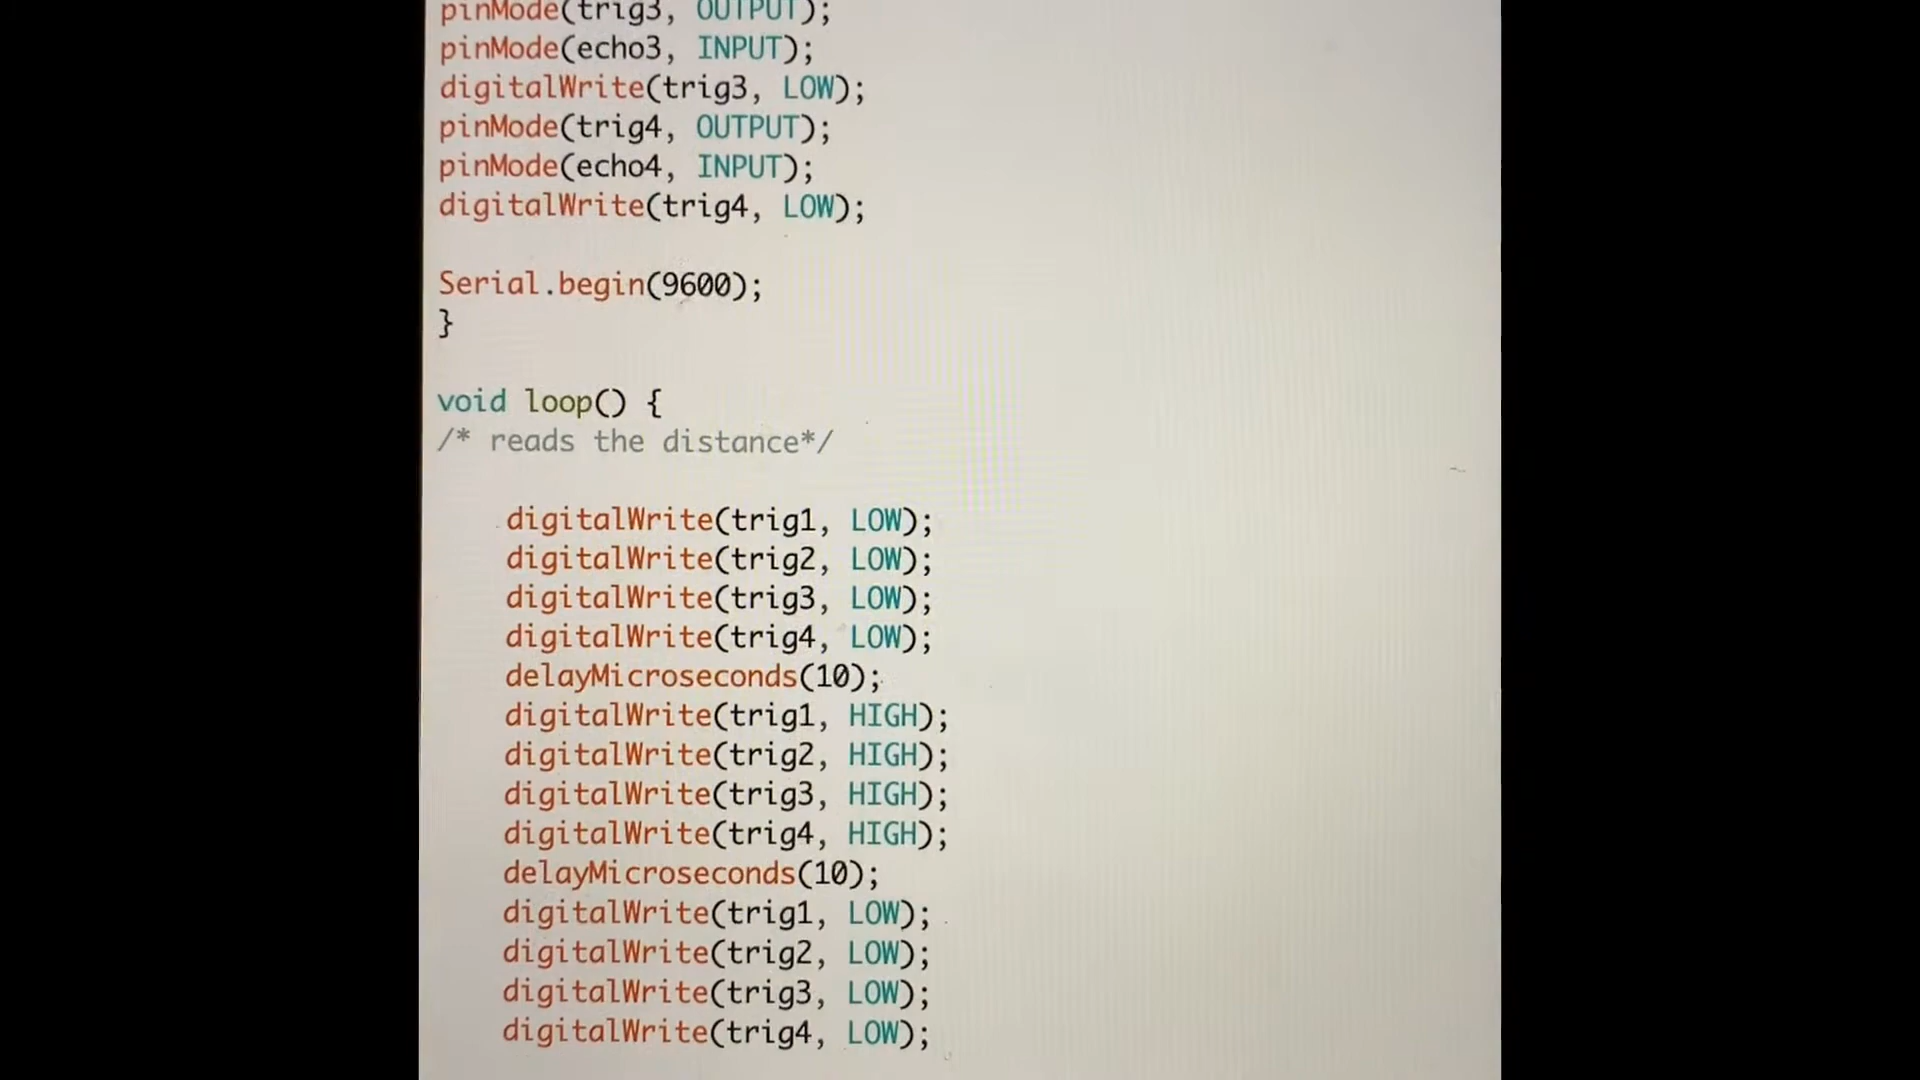 pinMode(trig3, OUTPUT);
pinMode(echo3, INPUT);
digitalWrite(trig3, LOW);
pinMode(trig4, OUTPUT);
pinMode(echo4, INPUT);
digitalWrite(trig4, LOW);
Serial.begin(9600);
}
void loop() {
/* reads the distance*/
digitalWrite(trig1, LOW);
digitalWrite(trig2, LOW);
digitalWrite(trig3, LOW);
digitalWrite(trig4, LOW);
delayMicroseconds(10);
digitalWrite(trig1, HIGH);
digitalWrite(trig2, HIGH);
digitalWrite(trig3, HIGH);
digitalWrite(trig4, HIGH);
delayMicroseconds(10);
digitalWrite(trig1, LOW);
digitalWrite(trig2, LOW);
digitalWrite(trig3, LOW);
digitalWrite(trig4, LOW);